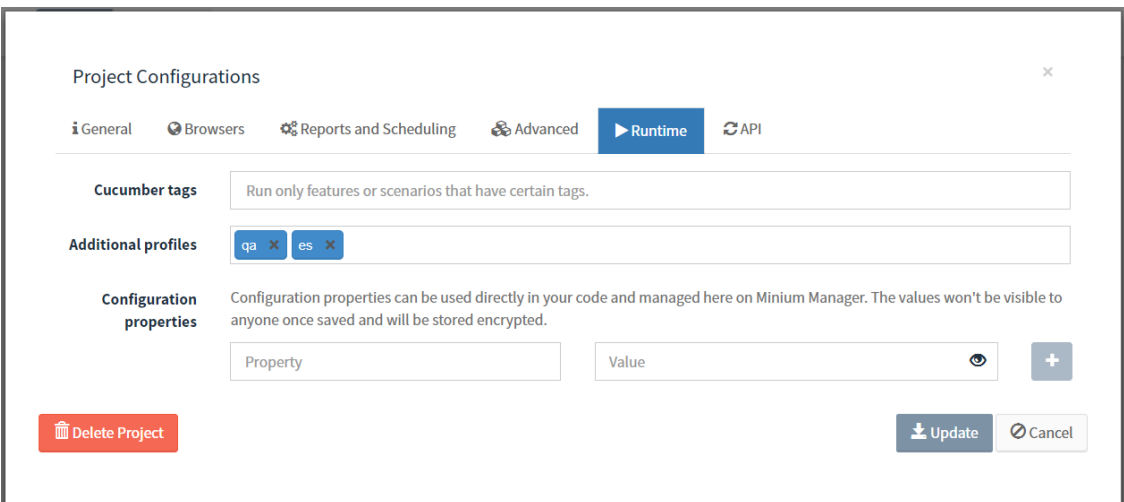 Project Configurations ×
General Browsers Reports and Scheduling Advanced Runtime API
Cucumber tags Run only features or scenarios that have certain tags.
Additional profiles qa × es ×
Configuration properties Configuration properties can be used directly in your code and managed here on Minium Manager. The values won't be visible to
anyone once saved and will be stored encrypted.
Property Value +
Delete Project Update Cancel